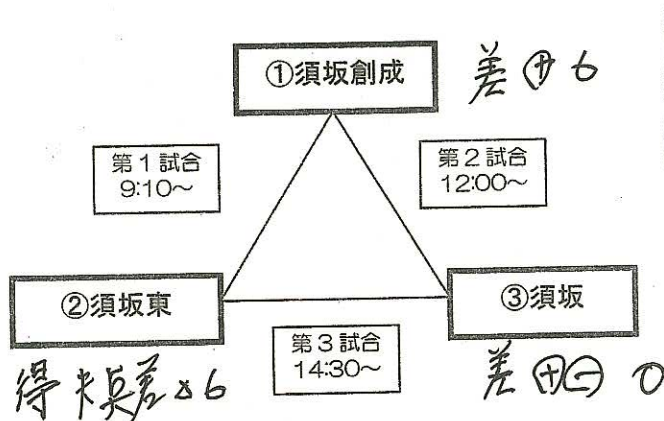 ①須坂創成
差⊕6
第1試合
9:10～
第2試合
12:00～
②須坂東
③須坂
第3試合
14:30～
得失点差
差⊕⊖0